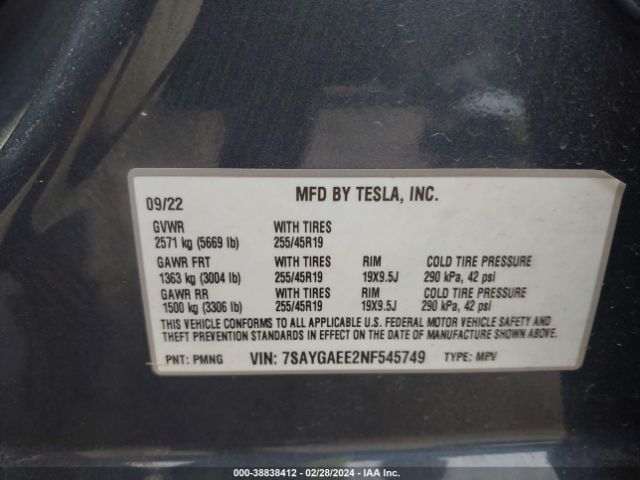 09/22 MFD BY TESLA, INC.
GVWR WITH TIRES
2571 kg (5669 lb) 255/45R19
GAWR FRT WITH TIRES RIM COLD TIRE PRESSURE
1363 kg (3004 lb) 255/45R19 19X9.5J 290 kPa, 42 psi
GAWR RR WITH TIRES RIM COLD TIRE PRESSURE
1500 kg (3306 lb) 255/45R19 19X9.5J 290 kPa, 42 psi
THIS VEHICLE CONFORMS TO ALL APPLICABLE U.S. FEDERAL MOTOR VEHICLE SAFETY AND
THEFT PREVENTION STANDARDS IN EFFECT ON THE DATE OF MANUFACTURE SHOWN ABOVE.
PNT: PMNG VIN: 7SAYGAEE2NF545749 TYPE: MPV
000-38838412 - 02/28/2024 - IAA Inc.